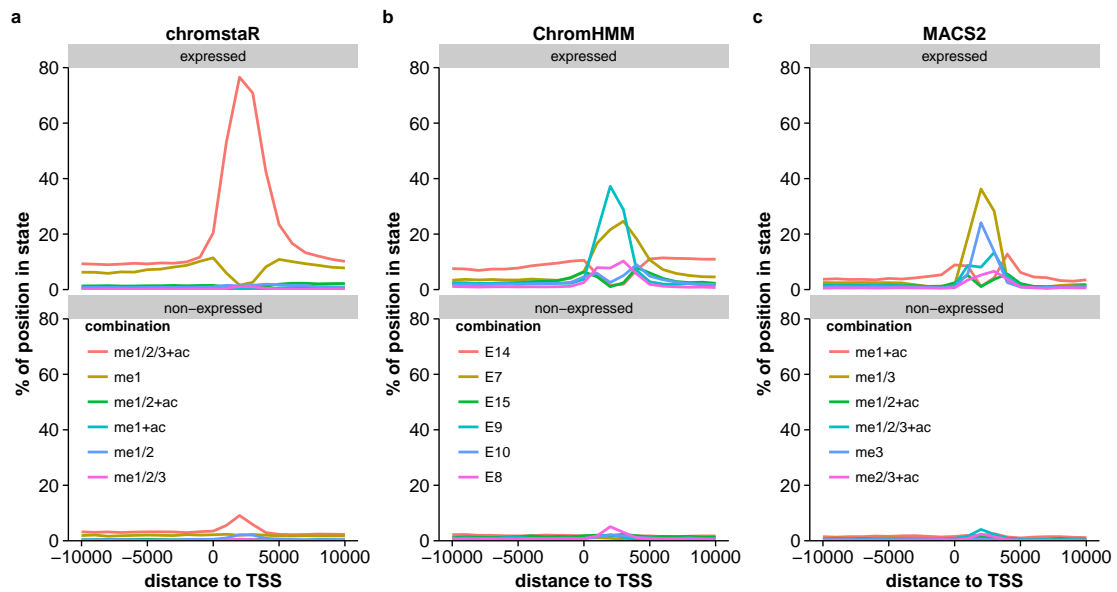 a
chromstaR
expressed
80
60
40
20
0
non−expressed
80
60
40
20
0
combination
me1/2/3+ac
me1
me1/2+ac
me1+ac
me1/2
me1/2/3
−10000 −5000 0 5000 10000
distance to TSS
% of position in state
b
ChromHMM
expressed
80
60
40
20
0
non−expressed
80
60
40
20
0
combination
E14
E7
E15
E9
E10
E8
−10000 −5000 0 5000 10000
distance to TSS
% of position in state
c
MACS2
expressed
80
60
40
20
0
non−expressed
80
60
40
20
0
combination
me1+ac
me1/3
me1/2+ac
me1/2/3+ac
me3
me2/3+ac
−10000 −5000 0 5000 10000
distance to TSS
% of position in state